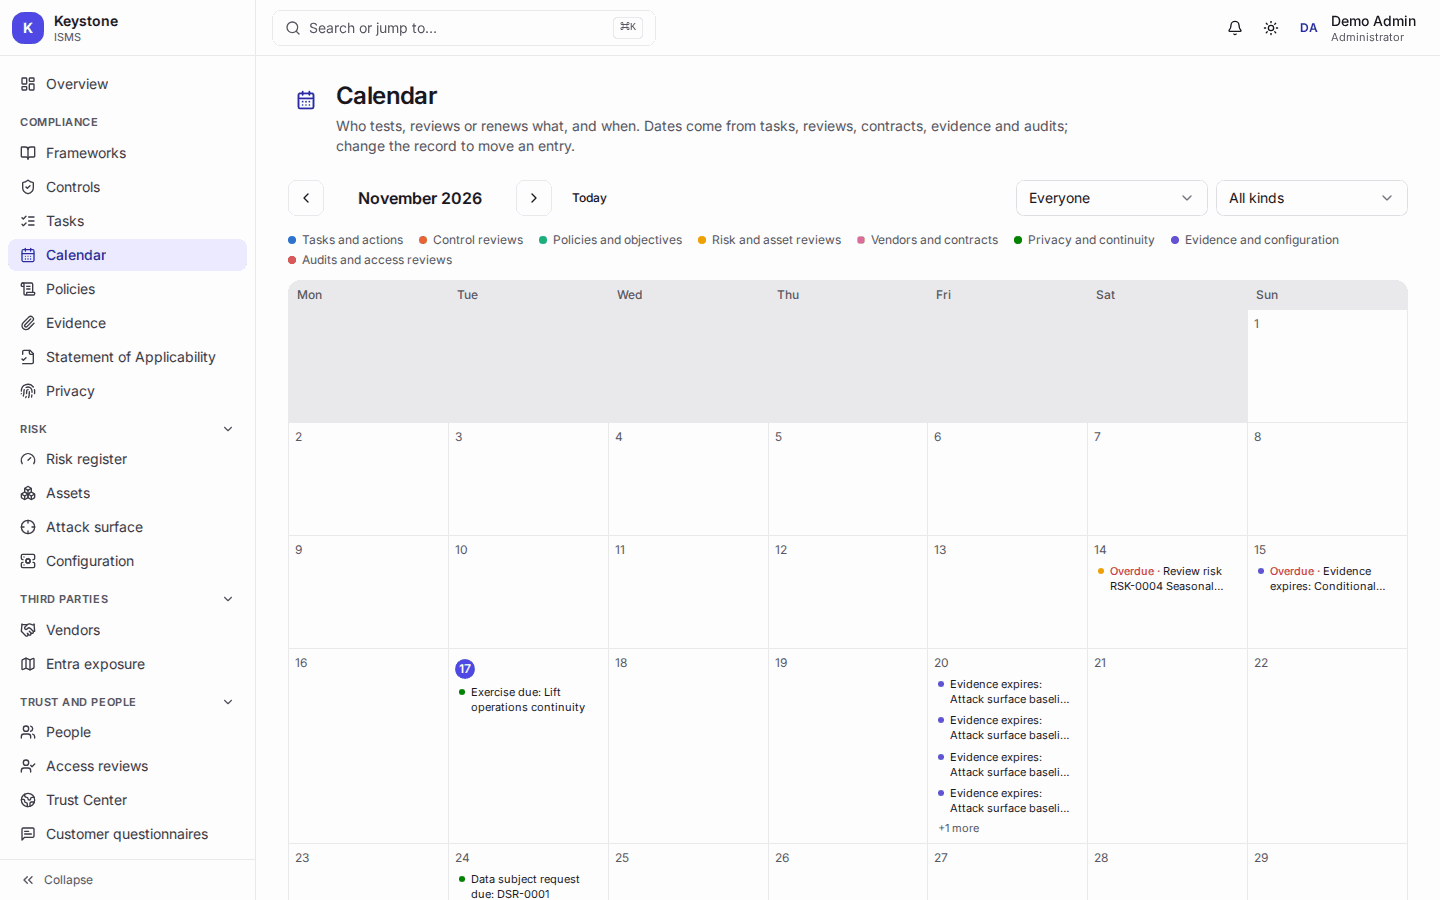 K
Keystone
ISMS
Search or jump to...
⌘K
DA
Demo Admin
Administrator
Overview
COMPLIANCE
Frameworks
Controls
Tasks
Calendar
Policies
Evidence
Statement of Applicability
Privacy
RISK
Risk register
Assets
Attack surface
Configuration
THIRD PARTIES
Vendors
Entra exposure
TRUST AND PEOPLE
People
Access reviews
Trust Center
Customer questionnaires
Collapse
Calendar
Who tests, reviews or renews what, and when. Dates come from tasks, reviews, contracts, evidence and audits;
change the record to move an entry.
November 2026
Today
Everyone
All kinds
Tasks and actions
Control reviews
Policies and objectives
Risk and asset reviews
Vendors and contracts
Privacy and continuity
Evidence and configuration
Audits and access reviews
Mon Tue Wed Thu Fri Sat Sun
1
2 3 4 5 6 7 8
9 10 11 12 13 14 15
Overdue · Review risk
RSK-0004 Seasonal...
Overdue · Evidence
expires: Conditional...
16 17 18 19 20 21 22
Exercise due: Lift
operations continuity
Evidence expires:
Attack surface baseli...
Evidence expires:
Attack surface baseli...
Evidence expires:
Attack surface baseli...
Evidence expires:
Attack surface baseli...
+1 more
23 24 25 26 27 28 29
Data subject request
due: DSR-0001